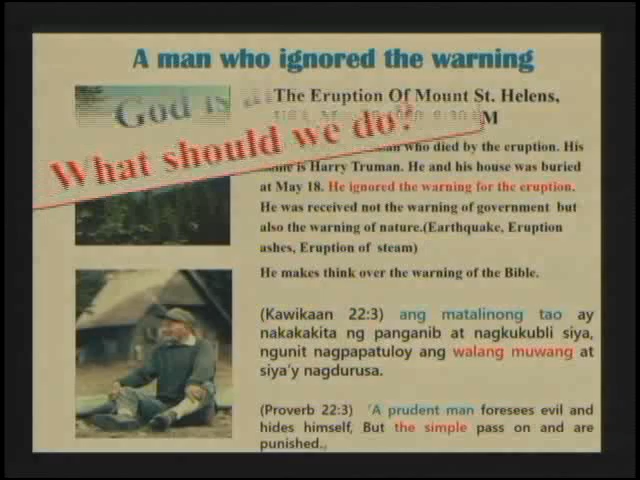 A man who ignored the warning
God is
The Eruption Of Mount St. Helens,
M
What should we do?
who died by the eruption. His
is Harry Truman. He and his house was buried
at May 18. He ignored the warning for the eruption.
He was received not the warning of government but
also the warning of nature.(Earthquake, Eruption
ashes, Eruption of steam)
He makes think over the warning of the Bible.
(Kawikaan 22:3) ang matalinong tao ay
nakakakita ng panganib at nagkukubli siya,
ngunit nagpapatuloy ang walang muwang at
siya'y nagdurusa.
(Proverb 22:3) 'A prudent man foresees evil and
hides himself, But the simple pass on and are
punished.,